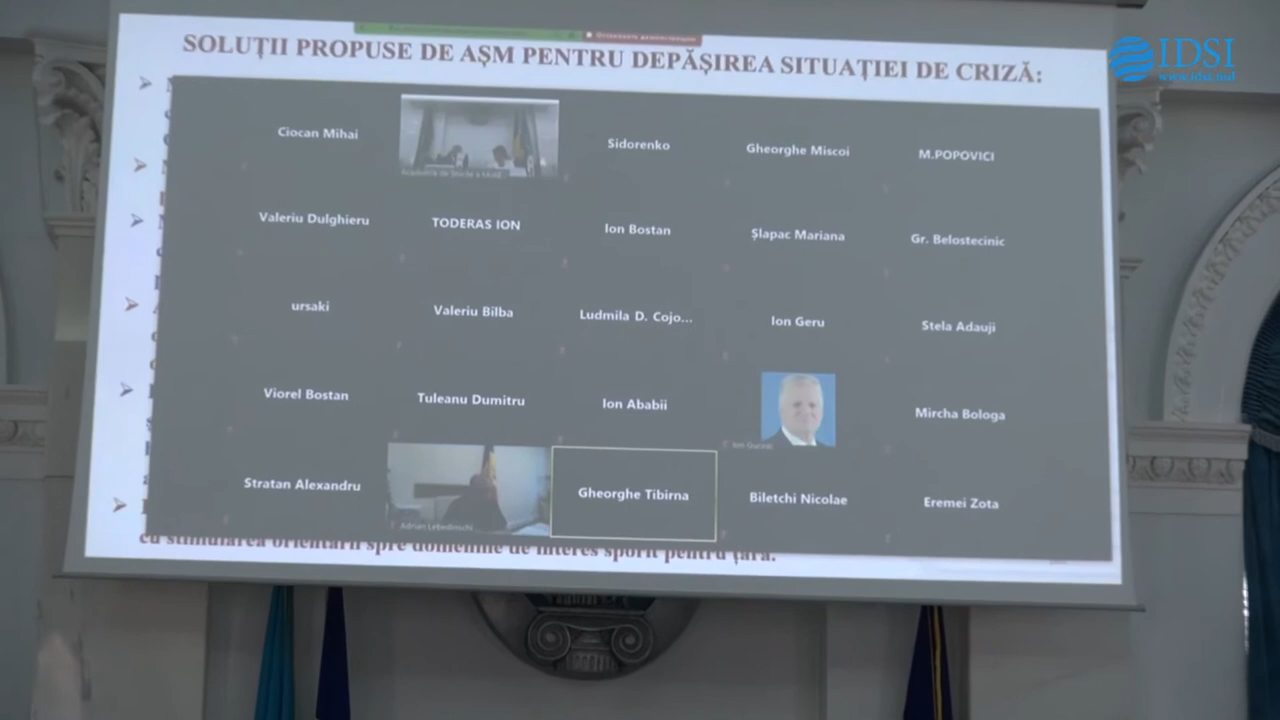 Остановить демонстрацию
SOLUȚII PROPUSE DE AȘM PENTRU DEPĂȘIREA SITUAȚIEI DE CRIZĂ:
IDSI
www.idsi.md
Ciocan Mihai
Sidorenko
Gheorghe Miscoi
M.POPOVICI
Valeriu Dulghieru
TODERAS ION
Ion Bostan
Șlapac Mariana
Gr. Belostecinic
ursaki
Valeriu Bilba
Ludmila D. Cojo...
Ion Geru
Stela Adauji
Viorel Bostan
Tuleanu Dumitru
Ion Ababii
Mircha Bologa
Stratan Alexandru
Adrian Lebedinschi
Gheorghe Tibirna
Biletchi Nicolae
Eremei Zota
cu stimularea orientării spre domeniile de interes sporit pentru țară.